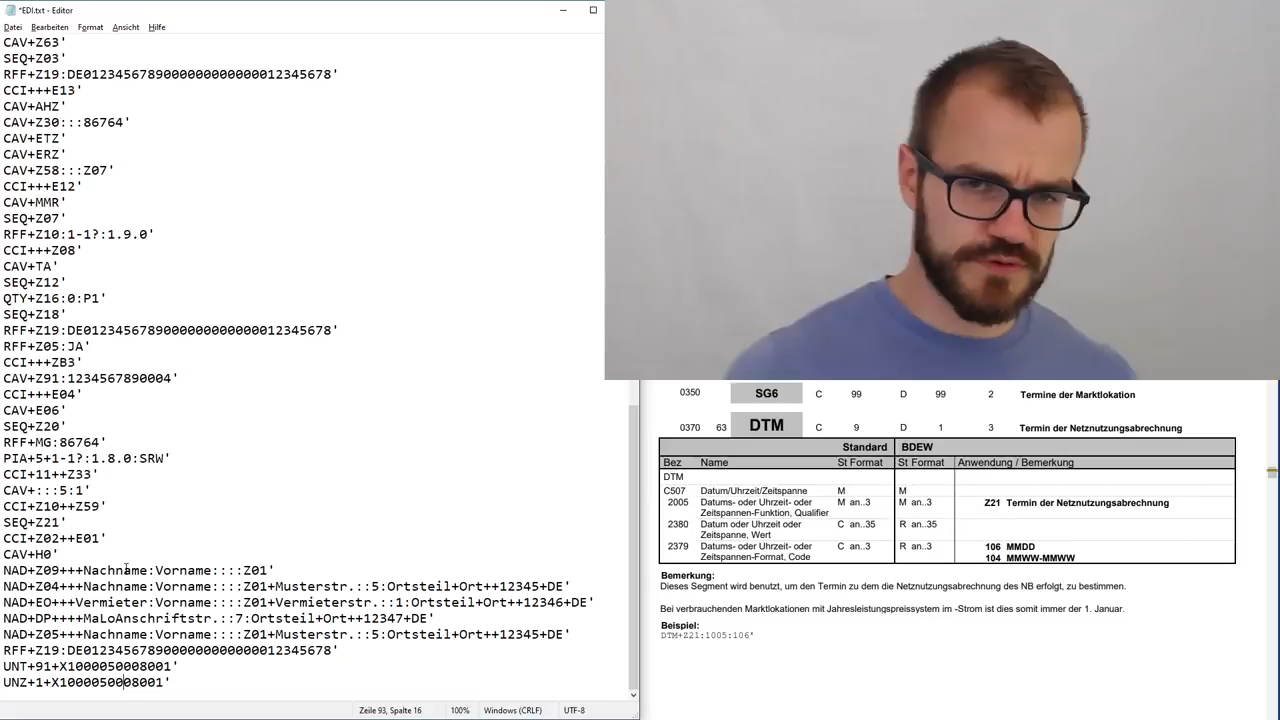 *EDI.txt - Editor
Datei Bearbeiten Format Ansicht Hilfe
CAV+Z63'
SEQ+Z03'
RFF+Z19:DE0123456789000000000000012345678'
CCI+++E13'
CAV+AHZ'
CAV+Z30:::86764'
CAV+ETZ'
CAV+ERZ'
CAV+Z58:::Z07'
CCI+++E12'
CAV+MMR'
SEQ+Z07'
RFF+Z10:1-1?:1.9.0'
CCI+++Z08'
CAV+TA'
SEQ+Z12'
QTY+Z16:0:P1'
SEQ+Z18'
RFF+Z19:DE0123456789000000000000012345678'
RFF+Z05:JA'
CCI+++ZB3'
CAV+Z91:1234567890004'
CCI+++E04'
CAV+E06'
SEQ+Z20'
RFF+MG:86764'
PIA+5+1-1?:1.8.0:SRW'
CCI+11++Z33'
CAV+:::5:1'
CCI+Z10++Z59'
SEQ+Z21'
CCI+Z02++E01'
CAV+H0'
NAD+Z09+++Nachname:Vorname::::Z01'
NAD+Z04+++Nachname:Vorname::::Z01+Musterstr.::5:Ortsteil+Ort++12345+DE'
NAD+EO+++Vermieter:Vorname::::Z01+Vermieterstr.::1:Ortsteil+Ort++12346+DE'
NAD+DP++++MaLoAnschriftstr.::7:Ortsteil+Ort++12347+DE'
NAD+Z05+++Nachname:Vorname::::Z01+Musterstr.::5:Ortsteil+Ort++12345+DE'
RFF+Z19:DE0123456789000000000000012345678'
UNT+91+X1000050008001'
UNZ+1+X1000050008001'
Zeile 93, Spalte 16 100% Windows (CRLF) UTF-8
0350 SG6 C 99 D 99 2 Termine der Marktlokation
0370 63 DTM C 9 D 1 3 Termin der Netznutzungsabrechnung
Standard BDEW
Bez Name St Format St Format Anwendung / Bemerkung
DTM
C507 Datum/Uhrzeit/Zeitspanne M M
2005 Datums- oder Uhrzeit- oder M an..3 M an..3 Z21 Termin der Netznutzungsabrechnung
Zeitspannen-Funktion, Qualifier
2380 Datum oder Uhrzeit oder C an..35 R an..35
Zeitspanne, Wert
2379 Datums- oder Uhrzeit- oder C an..3 R an..3 106 MMDD
Zeitspannen-Format, Code 104 MMWW-MMWW
Bemerkung:
Dieses Segment wird benutzt, um den Termin zu dem die Netznutzungsabrechnung des NB erfolgt, zu bestimmen.
Bei verbrauchenden Marktlokationen mit Jahresleistungspreissystem im -Strom ist dies somit immer der 1. Januar.
Beispiel:
DTM+Z21:1005:106'